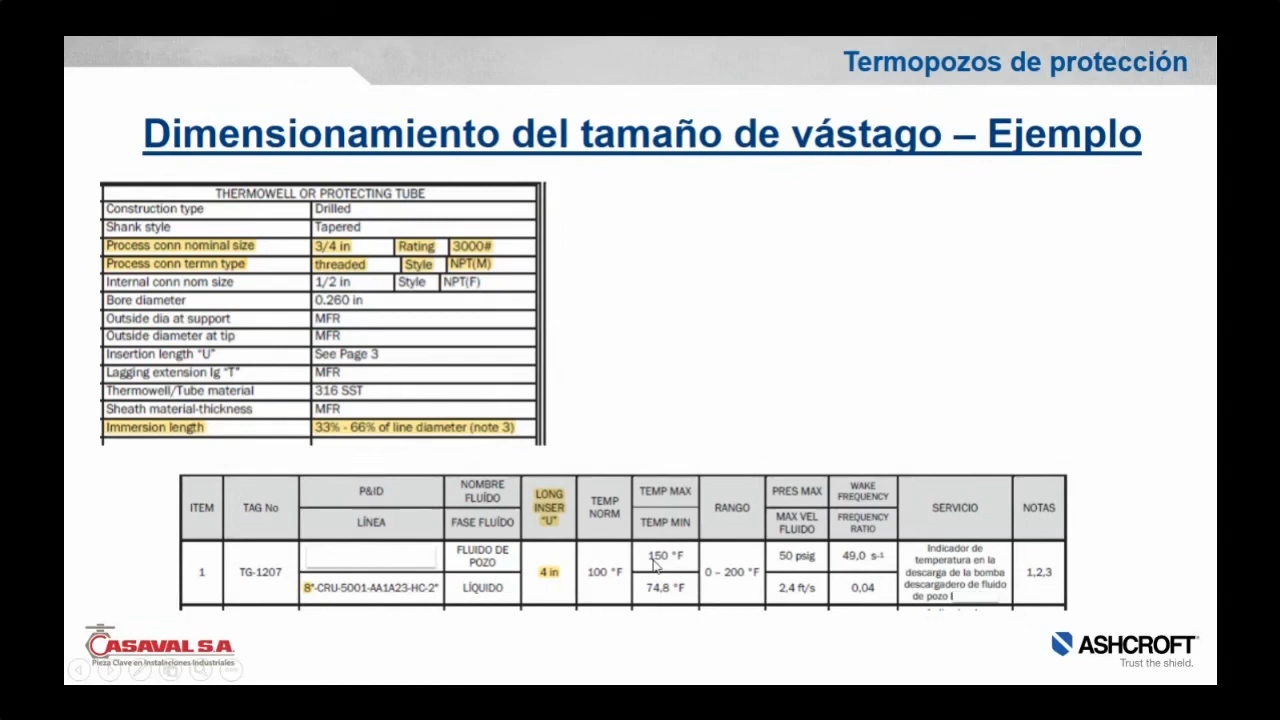 Termopozos de protección
Dimensionamiento del tamaño de vástago – Ejemplo
THERMOWELL OR PROTECTING TUBE
Construction type Drilled
Shank style Tapered
Process conn nominal size 3/4 in Rating 3000#
Process conn termn type threaded Style NPT(M)
Internal conn nom size 1/2 in Style NPT(F)
Bore diameter 0.260 in
Outside dia at support MFR
Outside diameter at tip MFR
Insertion length "U" See Page 3
Lagging extension lg "T" MFR
Thermowell/Tube material 316 SST
Sheath material-thickness MFR
Immersion length 33% - 66% of line diameter (note 3)
ITEM
TAG No
P&ID
LÍNEA
NOMBRE
FLUÍDO
FASE FLUÍDO
LONG
INSER
"U"
TEMP
NORM
TEMP MAX
TEMP MIN
RANGO
PRES MAX
MAX VEL
FLUIDO
WAKE
FREQUENCY
FREQUENCY
RATIO
SERVICIO
NOTAS
1
TG-1207
8"-CRU-5001-AA1A23-HC-2"
FLUIDO DE
POZO
LÍQUIDO
4 in
100 °F
150 °F
74,8 °F
0 – 200 °F
50 psig
2,4 ft/s
49,0 s-1
0,04
Indicador de
temperatura en la
descarga de la bomba
descargadero de fluido
de pozo
1,2,3
CASAVAL S.A.
Pieza Clave en Instalaciones Industriales
ASHCROFT
Trust the shield.